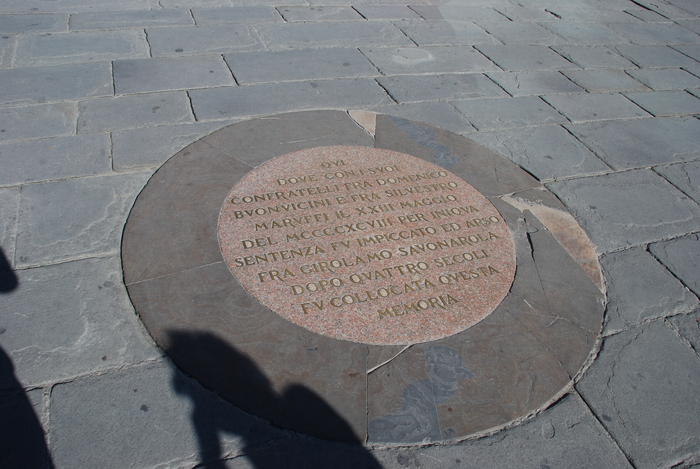 QVI
DOVE CON I SVOI
CONFRATELLI FRA DOMENICO
BVONVICINI E FRA SILVESTRO
MARVFFI IL XXIII MAGGIO
DEL MCCCCXCVIII PER INIQVA
SENTENZA FV IMPICCATO ED ARSO
FRA GIROLAMO SAVONAROLA
DOPO QVATTRO SECOLI
FV COLLOCATA QVESTA
MEMORIA